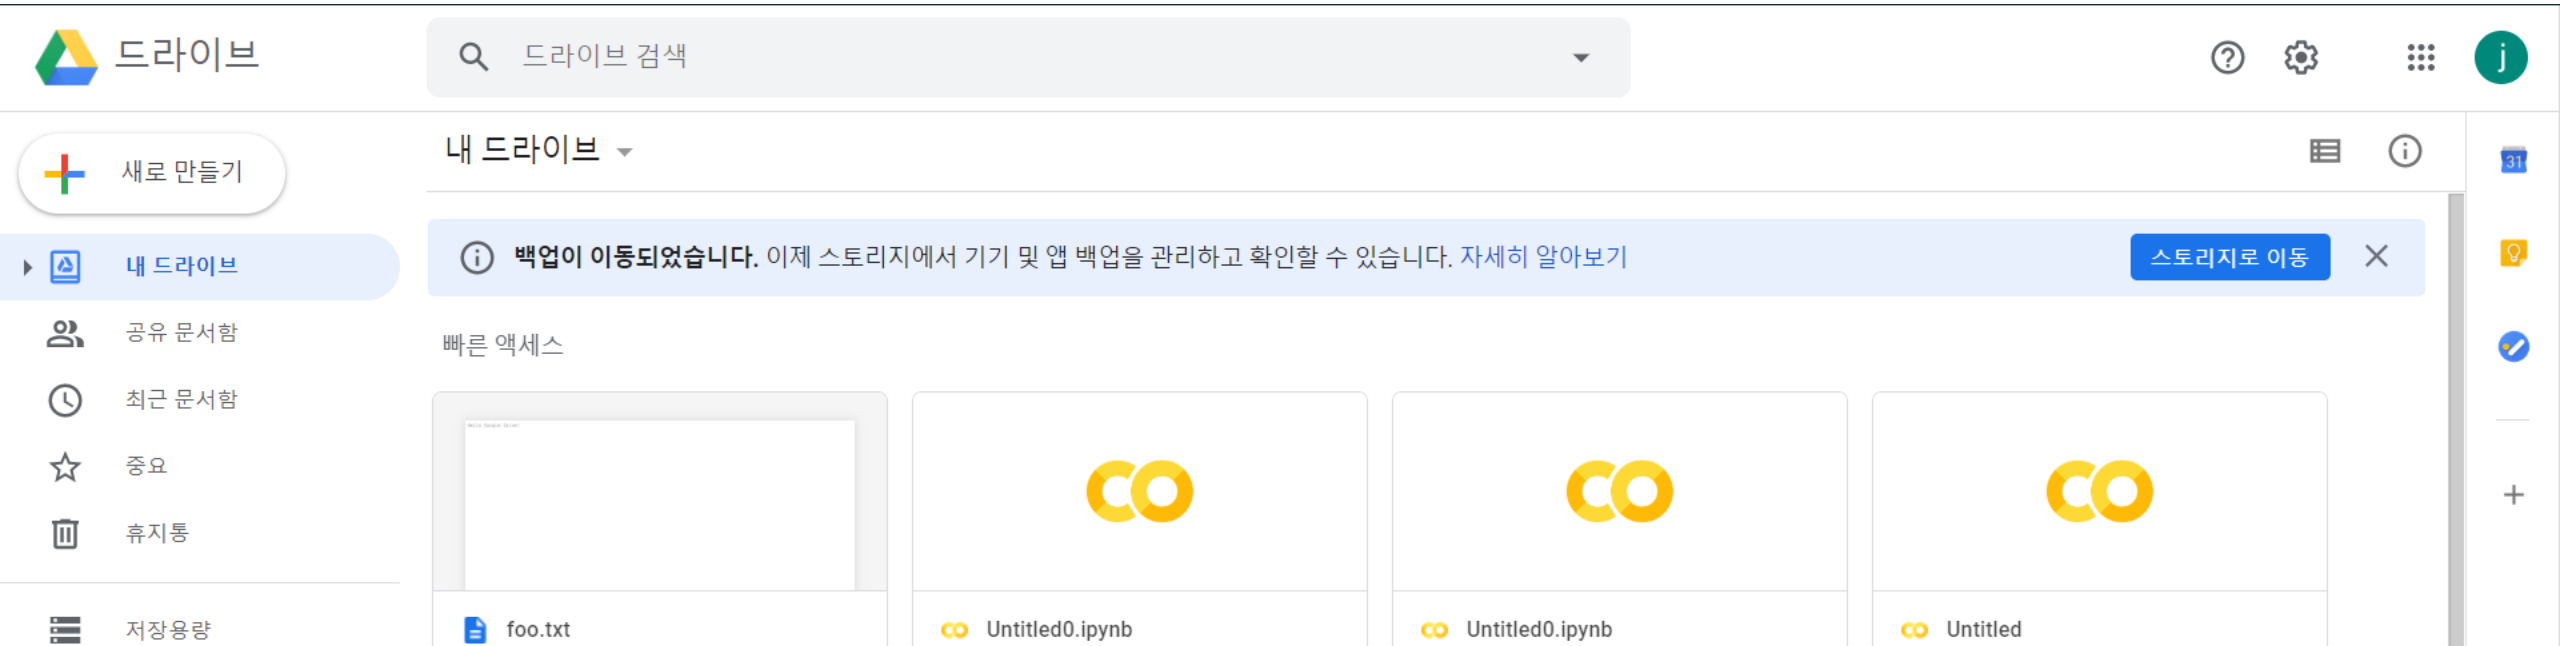 드라이브
드라이브 검색
j
새로 만들기
내 드라이브
공유 문서함
최근 문서함
중요
휴지통
저장용량
내 드라이브
백업이 이동되었습니다. 이제 스토리지에서 기기 및 앱 백업을 관리하고 확인할 수 있습니다. 자세히 알아보기
스토리지로 이동
빠른 액세스
foo.txt
Untitled0.ipynb
Untitled0.ipynb
Untitled
31